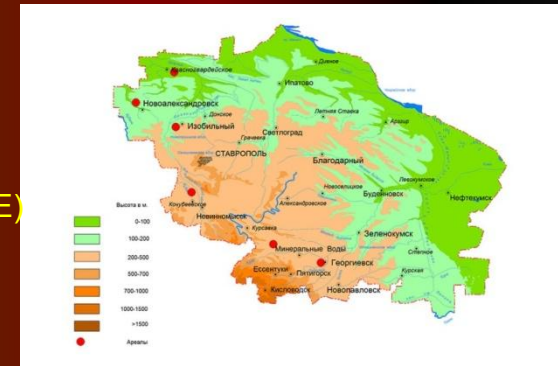 Е)
Дивное
Красногвардейское
Ипатово
Новоалександровск
Донское
Летняя Ставка
Изобильный
Арзгир
Светлоград
Грачевка
СТАВРОПОЛЬ
Благодарный
Левокумское
Новоселицкое
Буденновск
Нефтекумск
Кочубеевское
Александровское
Высота в м.
Невинномысск
0-100
Курсавка
Зеленокумск
100-200
Минеральные Воды
Степное
200-500
Георгиевск
Ессентуки
Пятигорск
Курская
500-700
Кисловодск
Новопавловск
700-1000
1000-1500
>1500
Ареалы